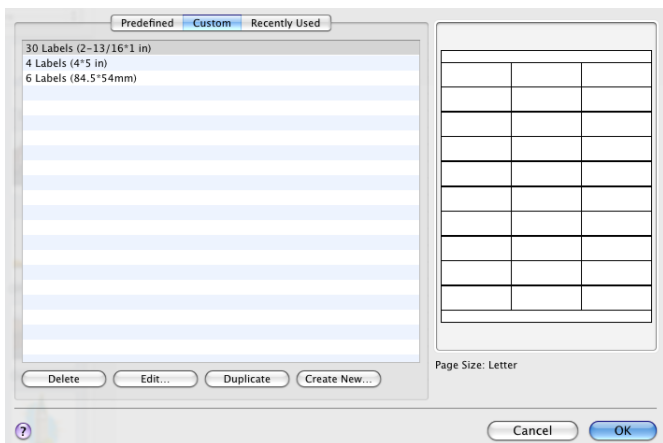 Predefined Custom Recently Used
30 Labels (2-13/16*1 in)
4 Labels (4*5 in)
6 Labels (84.5*54mm)
Page Size: Letter
Delete Edit... Duplicate Create New...
? Cancel OK